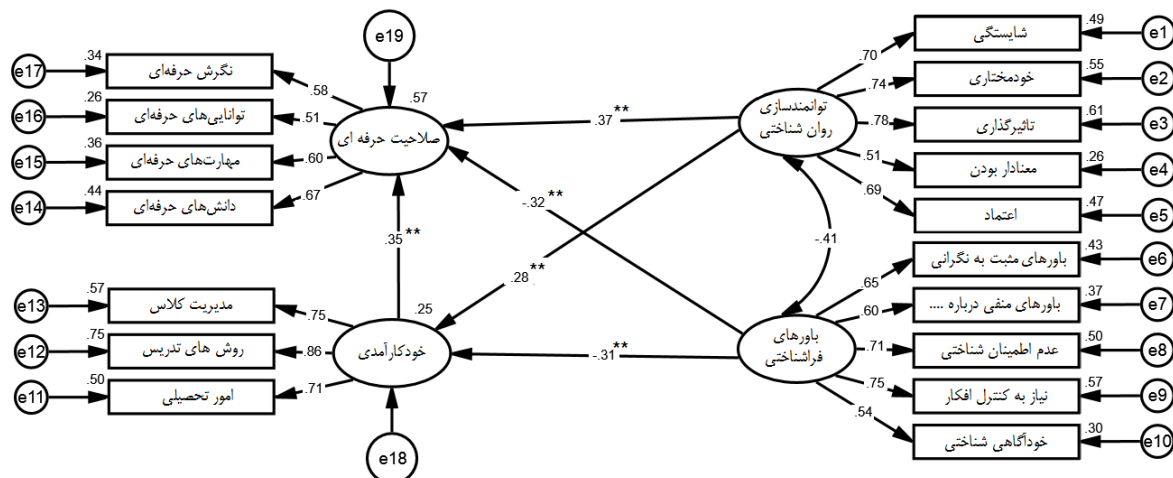 e19
e17
.34
نگرش حرفه‌ای
.58
e16
.26
توانایی‌های حرفه‌ای
.51
e15
.36
مهارت‌های حرفه‌ای
.60
e14
.44
دانش‌های حرفه‌ای
.67
.57
صلاحیت حرفه ای
.37**
-.32**
.35**
.28**
-.31**
-.41
e13
.57
مدیریت کلاس
.75
e12
.75
روش های تدریس
.86
e11
.50
امور تحصیلی
.71
.25
خودکارآمدی
e18
توانمندسازی
روان شناختی
.70
شایستگی
.49
e1
.74
خودمختاری
.55
e2
.78
تاثیرگذاری
.61
e3
.51
معنادار بودن
.26
e4
.69
اعتماد
.47
e5
باورهای
فراشناختی
.65
باورهای مثبت به نگرانی
.43
e6
.60
باورهای منفی درباره ....
.37
e7
.71
عدم اطمینان شناختی
.50
e8
.75
نیاز به کنترل افکار
.57
e9
.54
خودآگاهی شناختی
.30
e10